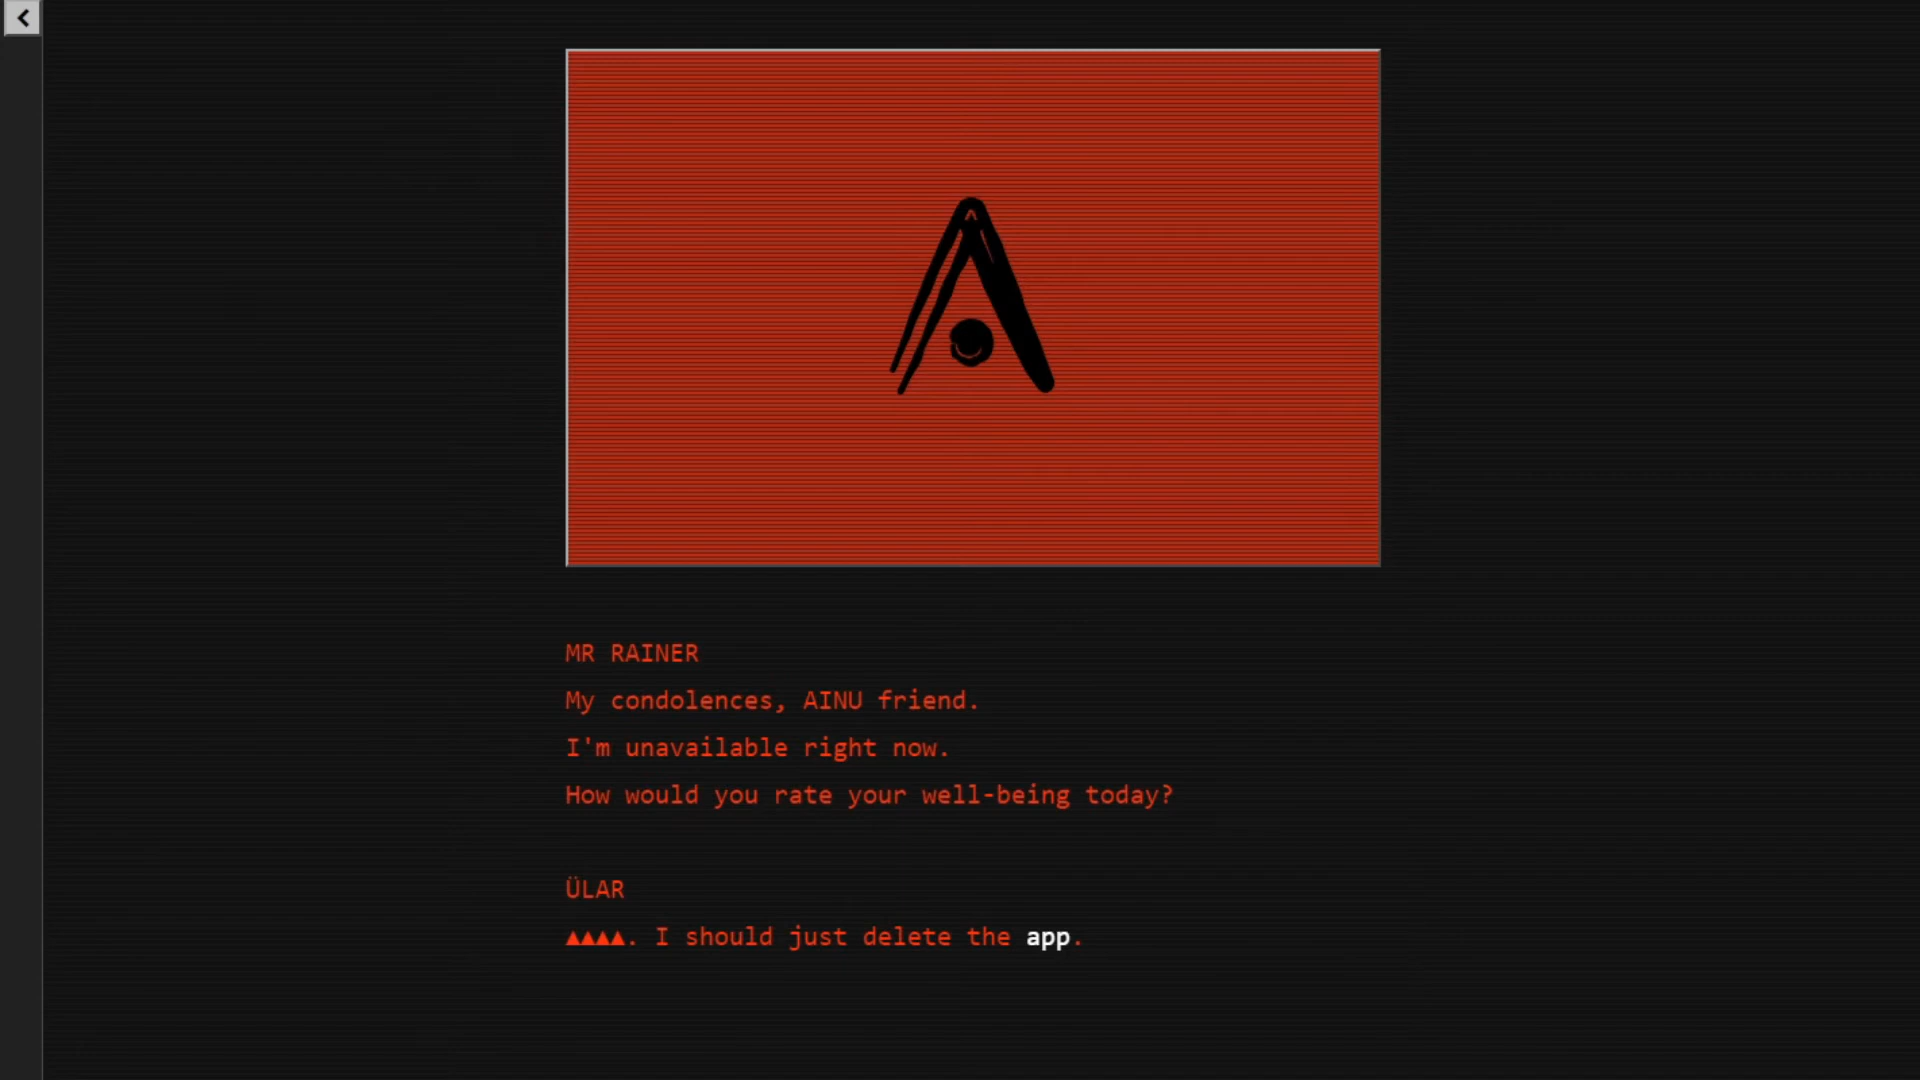 MR RAINER
My condolences, AINU friend.
I'm unavailable right now.
How would you rate your well-being today?
ÜLAR
▲▲▲▲. I should just delete the app.